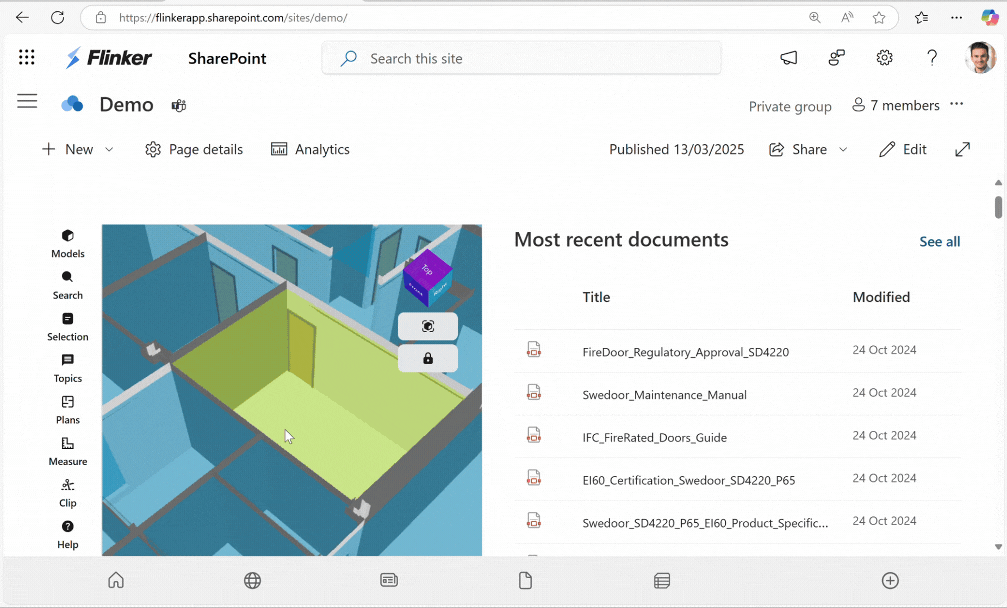 https://flinkerapp.sharepoint.com/sites/demo/
Flinker
SharePoint
Search this site
Demo
Private group
7 members
New
Page details
Analytics
Published 13/03/2025
Share
Edit
Models
Search
Selection
Topics
Plans
Measure
Clip
Help
Top
Most recent documents
See all
Title
Modified
FireDoor_Regulatory_Approval_SD4220
24 Oct 2024
Swedoor_Maintenance_Manual
24 Oct 2024
IFC_FireRated_Doors_Guide
24 Oct 2024
EI60_Certification_Swedoor_SD4220_P65
24 Oct 2024
Swedoor_SD4220_P65_EI60_Product_Specific...
24 Oct 2024